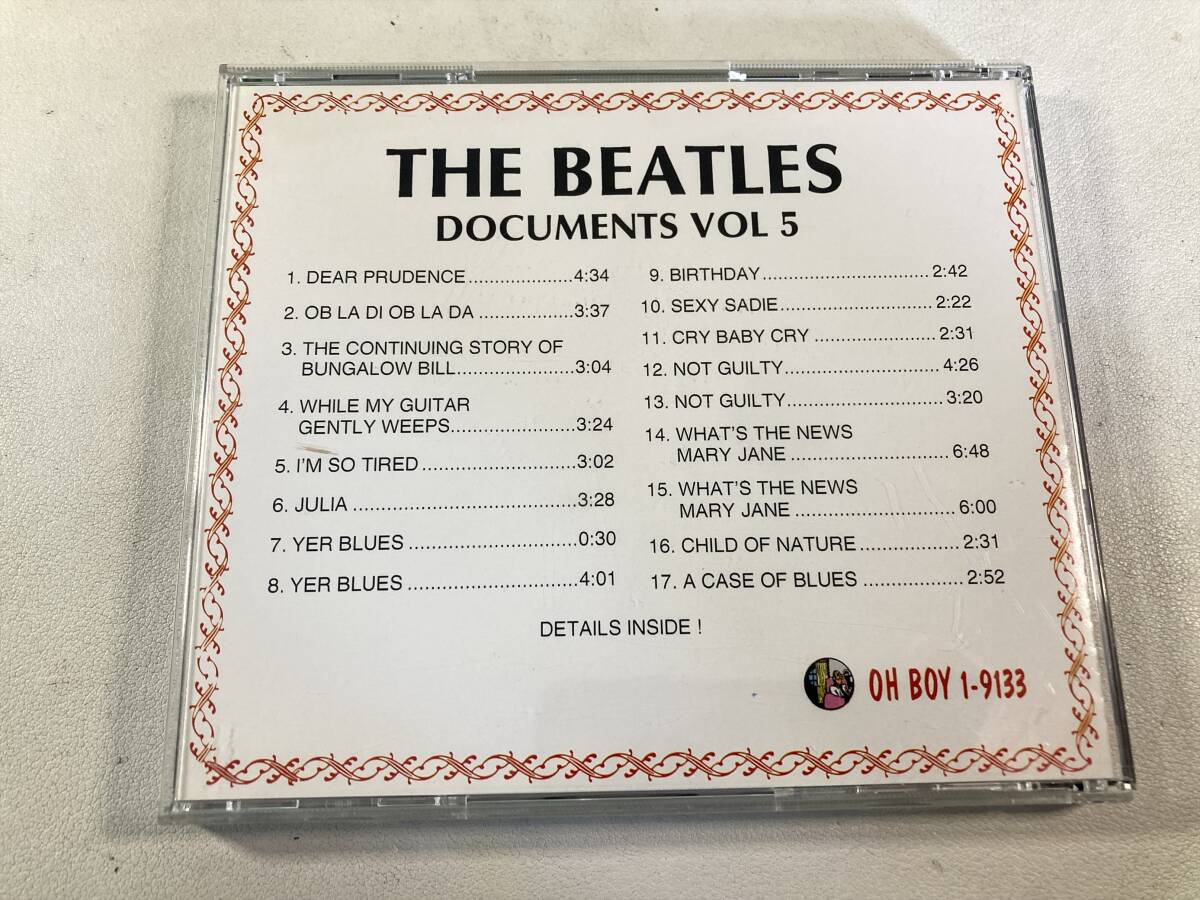 THE BEATLES
DOCUMENTS VOL 5
1. DEAR PRUDENCE....................4:34
2. OB LA DI OB LA DA ..................3:37
3. THE CONTINUING STORY OF
BUNGALOW BILL......................3:04
4. WHILE MY GUITAR
GENTLY WEEPS........................3:24
5. I'M SO TIRED..............................3:02
6. JULIA ...........................................3:28
7. YER BLUES ................................0:30
8. YER BLUES ................................4:01
9. BIRTHDAY................................2:42
10. SEXY SADIE.............................2:22
11. CRY BABY CRY .......................2:31
12. NOT GUILTY..............................4:26
13. NOT GUILTY..............................3:20
14. WHAT'S THE NEWS
MARY JANE ..............................6:48
15. WHAT'S THE NEWS
MARY JANE ...............................6:00
16. CHILD OF NATURE...................2:31
17. A CASE OF BLUES ...................2:52
DETAILS INSIDE !
OH BOY 1-9133